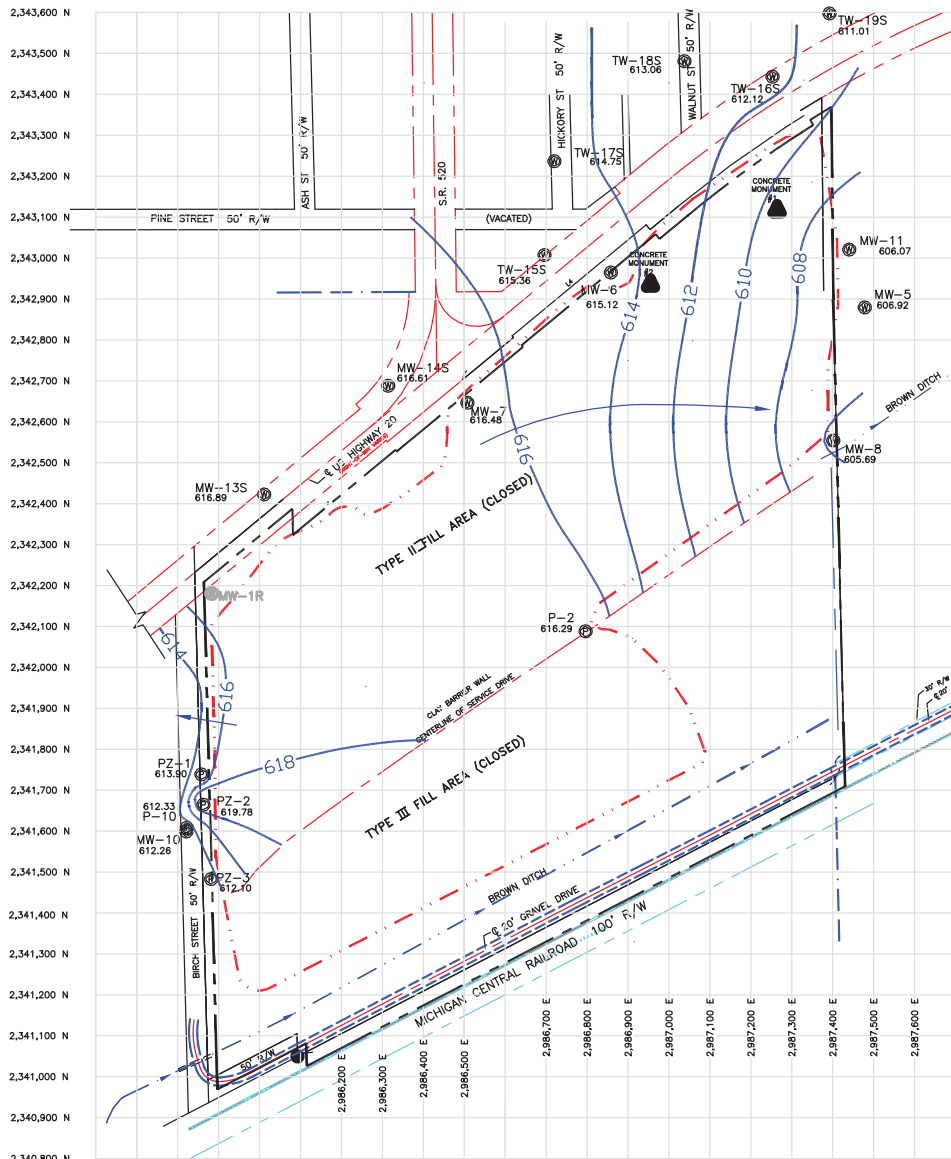 2,343,600 N
2,343,500 N
2,343,400 N
2,343,300 N
2,343,200 N
2,343,100 N
2,343,000 N
2,342,900 N
2,342,800 N
2,342,700 N
2,342,600 N
2,342,500 N
2,342,400 N
2,342,300 N
2,342,200 N
2,342,100 N
2,342,000 N
2,341,900 N
2,341,800 N
2,341,700 N
2,341,600 N
2,341,500 N
2,341,400 N
2,341,300 N
2,341,200 N
2,341,100 N
2,341,000 N
2,340,900 N
2,340,800 N
TW-19S
611.01
TW-18S
613.06
TW-16S
612.12
TW-17S
614.75
HICKORY ST 50' R/W
WALNUT ST 50' R/W
ASH ST 50' R/W
S.R. 520
PINE STREET 50' R/W
(VACATED)
CONCRETE
MONUMENT
#1
CONCRETE
MONUMENT
#2
MW-11
606.07
MW-5
606.92
TW-15S
615.36
MW-6
615.12
614
612
610
608
MW-14S
616.61
MW-7
616.48
616
BROWN DITCH
MW-8
605.69
℄ US HIGHWAY 20
MW-13S
616.89
TYPE II FILL AREA (CLOSED)
MW-1R
P-2
616.29
614
616
CLAY BARRIER WALL
CENTERLINE OF SERVICE DRIVE
618
TYPE III FILL AREA (CLOSED)
30' R/W
℄ 20'
PZ-1
613.90
PZ-2
619.78
612.33
P-10
MW-10
612.26
PZ-3
612.10
BIRCH STREET 50' R/W
BROWN DITCH
℄ 20' GRAVEL DRIVE
MICHIGAN CENTRAL RAILROAD 100' R/W
50' R/W
2,986,200 E
2,986,300 E
2,986,400 E
2,986,500 E
2,986,700 E
2,986,800 E
2,986,900 E
2,987,000 E
2,987,100 E
2,987,200 E
2,987,300 E
2,987,400 E
2,987,500 E
2,987,600 E